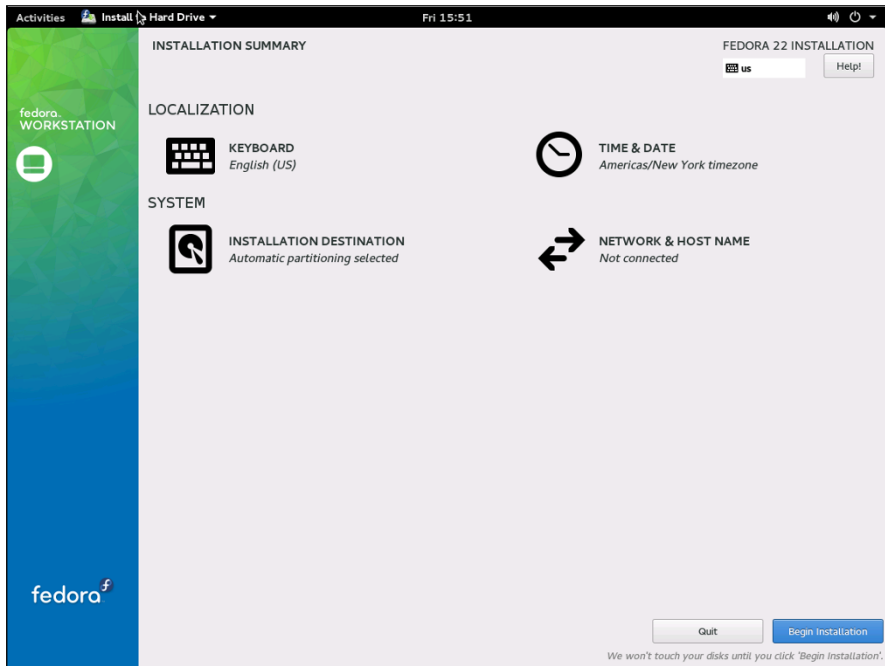 Activities Install to Hard Drive Fri 15:51
INSTALLATION SUMMARY FEDORA 22 INSTALLATION
us Help!
fedora.
WORKSTATION
LOCALIZATION
KEYBOARD
English (US)
TIME & DATE
Americas/New York timezone
SYSTEM
INSTALLATION DESTINATION
Automatic partitioning selected
NETWORK & HOST NAME
Not connected
fedora
Quit Begin Installation
We won't touch your disks until you click 'Begin Installation'.